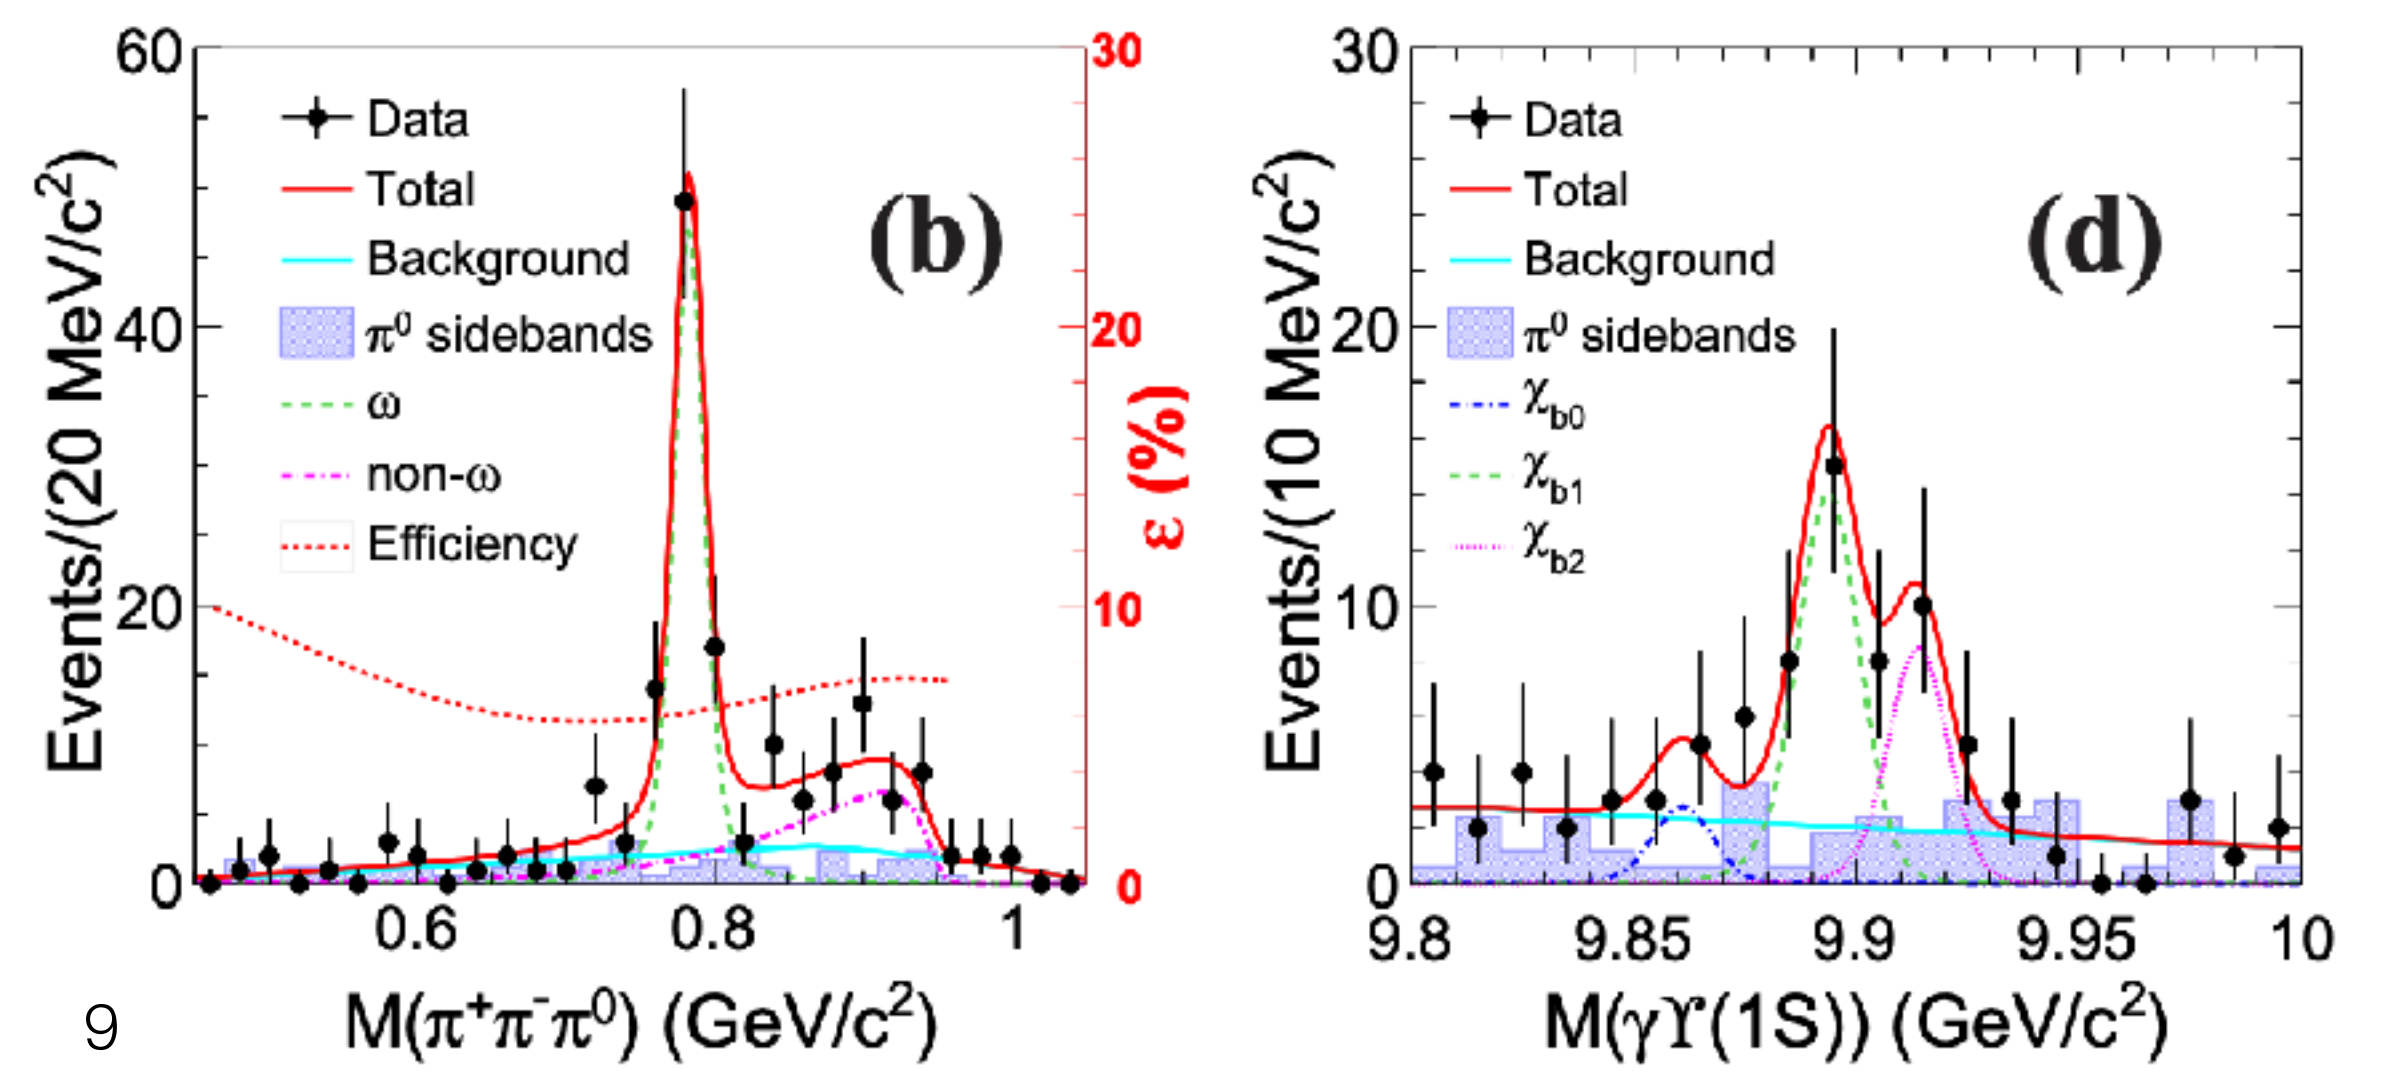 Events/(20 MeV/c²)
60
40
20
0
Data
Total
Background
π⁰ sidebands
ω
non-ω
Efficiency
(b)
30
20
10
0
ε (%)
0.6 0.8 1
M(π⁺π⁻π⁰) (GeV/c²)
Events/(10 MeV/c²)
30
20
10
0
Data
Total
Background
π⁰ sidebands
χb0
χb1
χb2
(d)
9.8 9.85 9.9 9.95 10
M(γϒ(1S)) (GeV/c²)
9